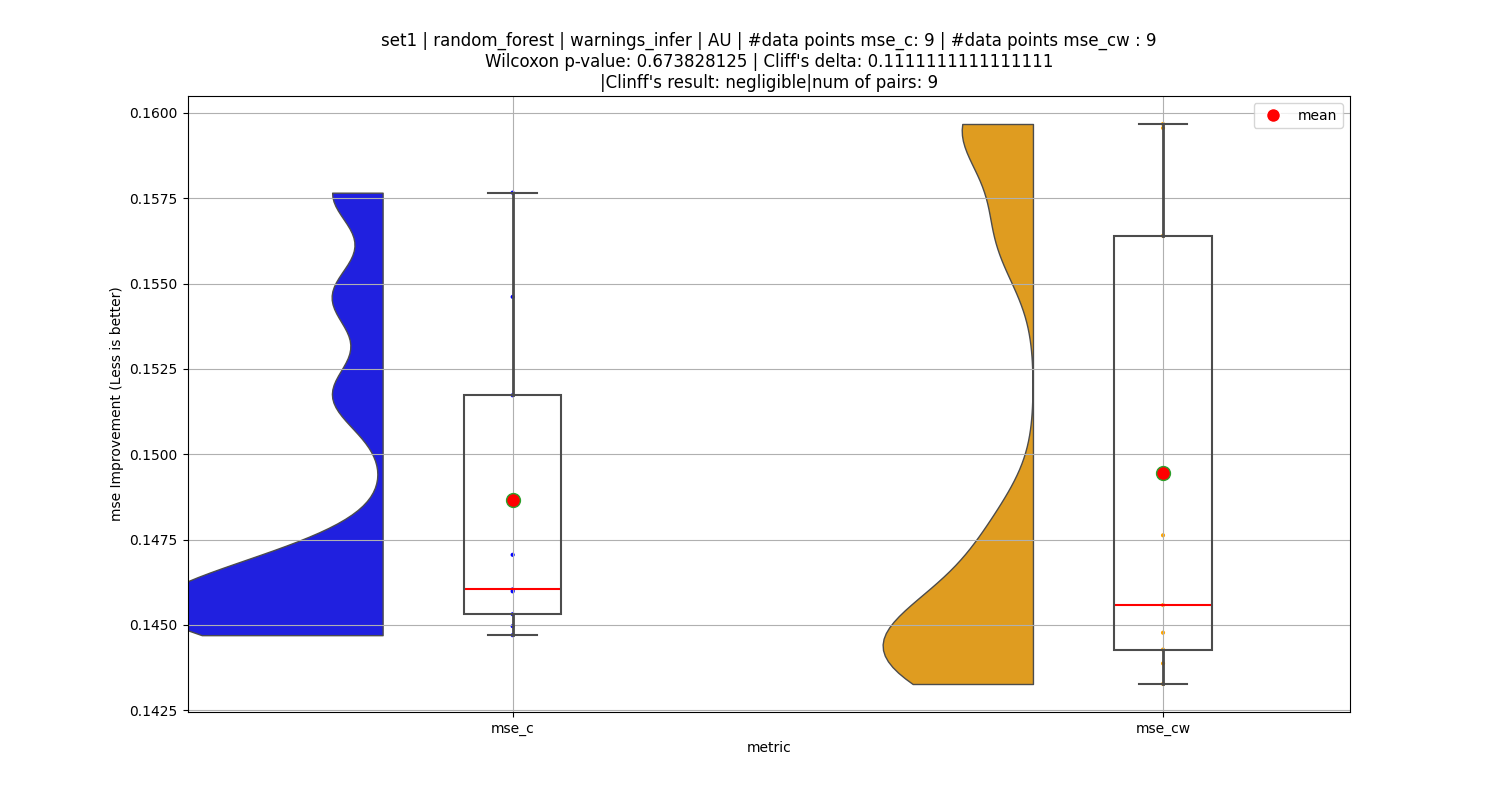 set1 | random_forest | warnings_infer | AU | #data points mse_c: 9 | #data points mse_cw : 9
Wilcoxon p-value: 0.673828125 | Cliff's delta: 0.1111111111111111
|Clinff's result: negligible|num of pairs: 9
mean
0.1600
0.1575
0.1550
0.1525
0.1500
0.1475
0.1450
0.1425
mse Improvement (Less is better)
mse_c
mse_cw
metric